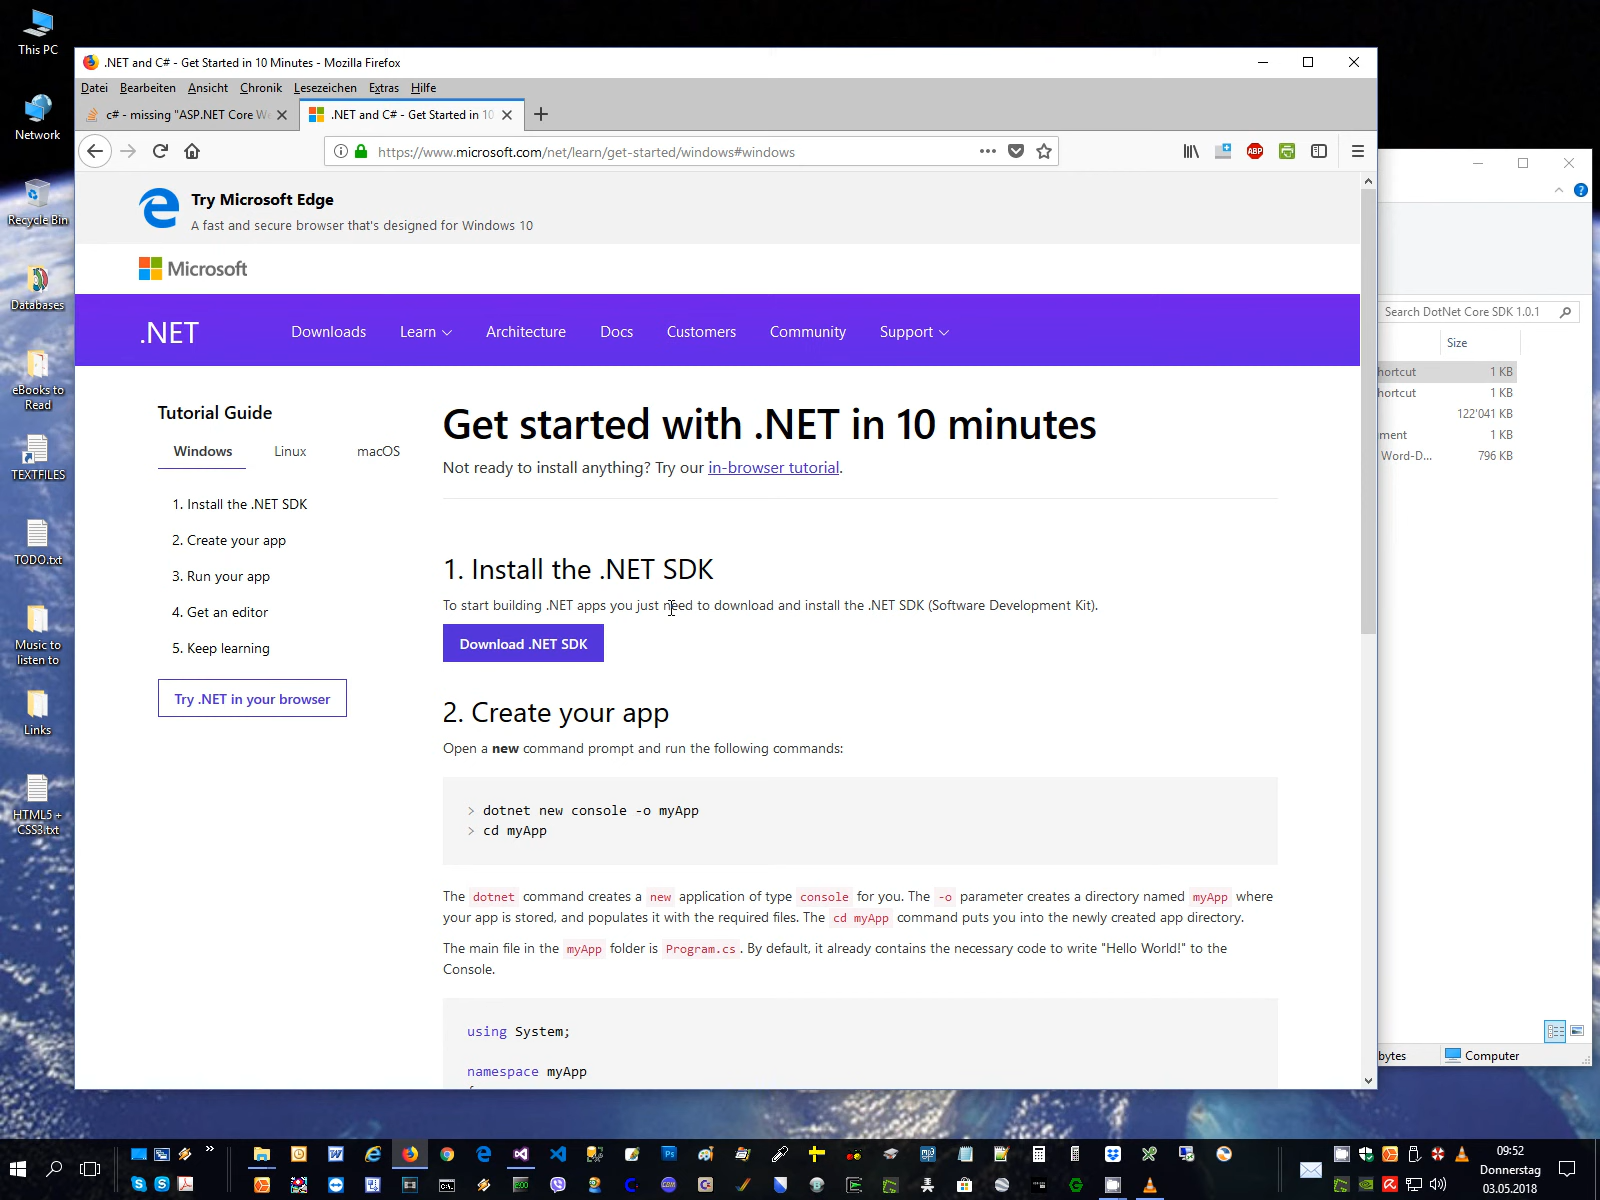 This PC
Network
Recycle Bin
Databases
eBooks to
Read
TEXTFILES
TODO.txt
Music to
listen to
Links
HTML5 +
CSS3.txt
.NET and C# - Get Started in 10 Minutes - Mozilla Firefox
Datei Bearbeiten Ansicht Chronik Lesezeichen Extras Hilfe
c# - missing "ASP.NET Core W
.NET and C# - Get Started in 10
https://www.microsoft.com/net/learn/get-started/windows#windows
ABP
Try Microsoft Edge
A fast and secure browser that's designed for Windows 10
Microsoft
.NET Downloads Learn Architecture Docs Customers Community Support
Tutorial Guide
Windows Linux macOS
1. Install the .NET SDK
2. Create your app
3. Run your app
4. Get an editor
5. Keep learning
Try .NET in your browser
Get started with .NET in 10 minutes
Not ready to install anything? Try our in-browser tutorial.
1. Install the .NET SDK
To start building .NET apps you just need to download and install the .NET SDK (Software Development Kit).
Download .NET SDK
2. Create your app
Open a new command prompt and run the following commands:
> dotnet new console -o myApp
> cd myApp
The dotnet command creates a new application of type console for you. The -o parameter creates a directory named myApp where
your app is stored, and populates it with the required files. The cd myApp command puts you into the newly created app directory.
The main file in the myApp folder is Program.cs. By default, it already contains the necessary code to write "Hello World!" to the
Console.
using System;
namespace myApp
Search DotNet Core SDK 1.0.1
Size
hortcut 1 KB
hortcut 1 KB
122'041 KB
ment 1 KB
Word-D... 796 KB
bytes
Computer
09:52
Donnerstag
03.05.2018